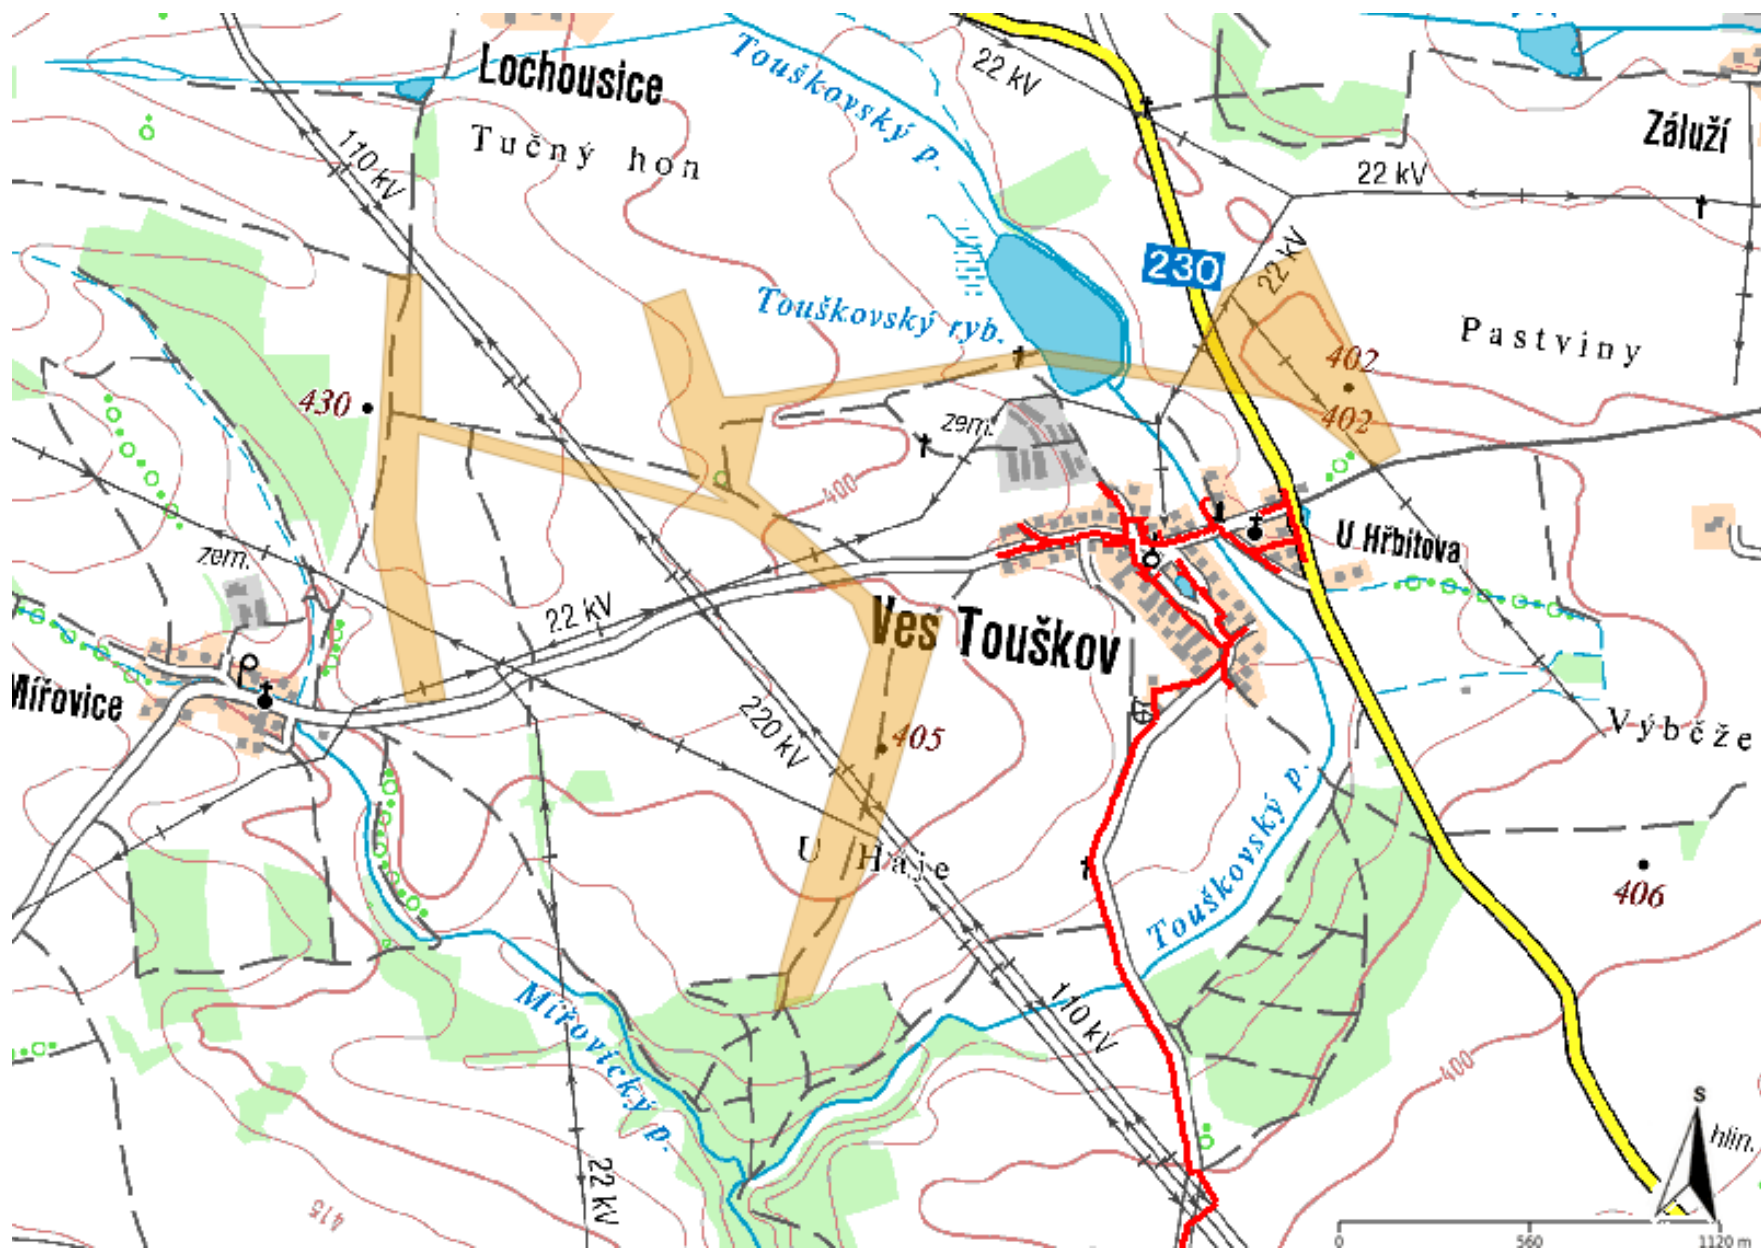 Lochousice
Tučný hon
Touškovský p.
22 kV
Záluží
22 kV
110 kV
230
22 kV
Touškovský ryb.
Pastviny
402
430
402
zem.
400
U Hřbitova
zem.
22 kV
Ves Touškov
Mířovice
220 kV
405
Výběže
U Háje
Touškovský p.
406
Mířovický p.
110 kV
400
S
hlin.
22 kV
415
0 560 1120 m